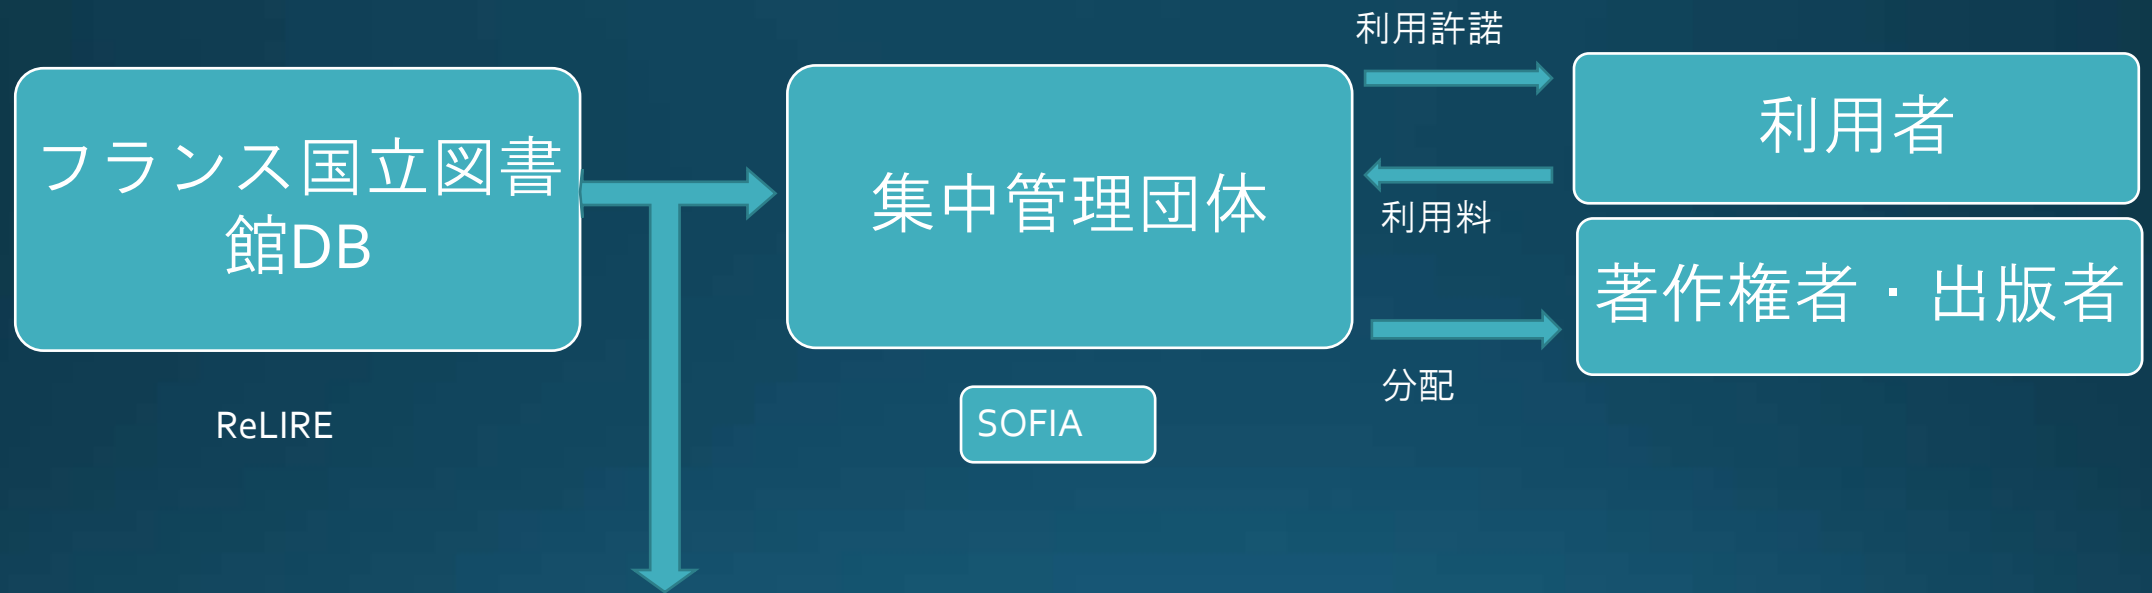 利用許諾
フランス国立図書
館DB
集中管理団体
利用者
利用料
著作権者・出版者
分配
ReLIRE
SOFIA